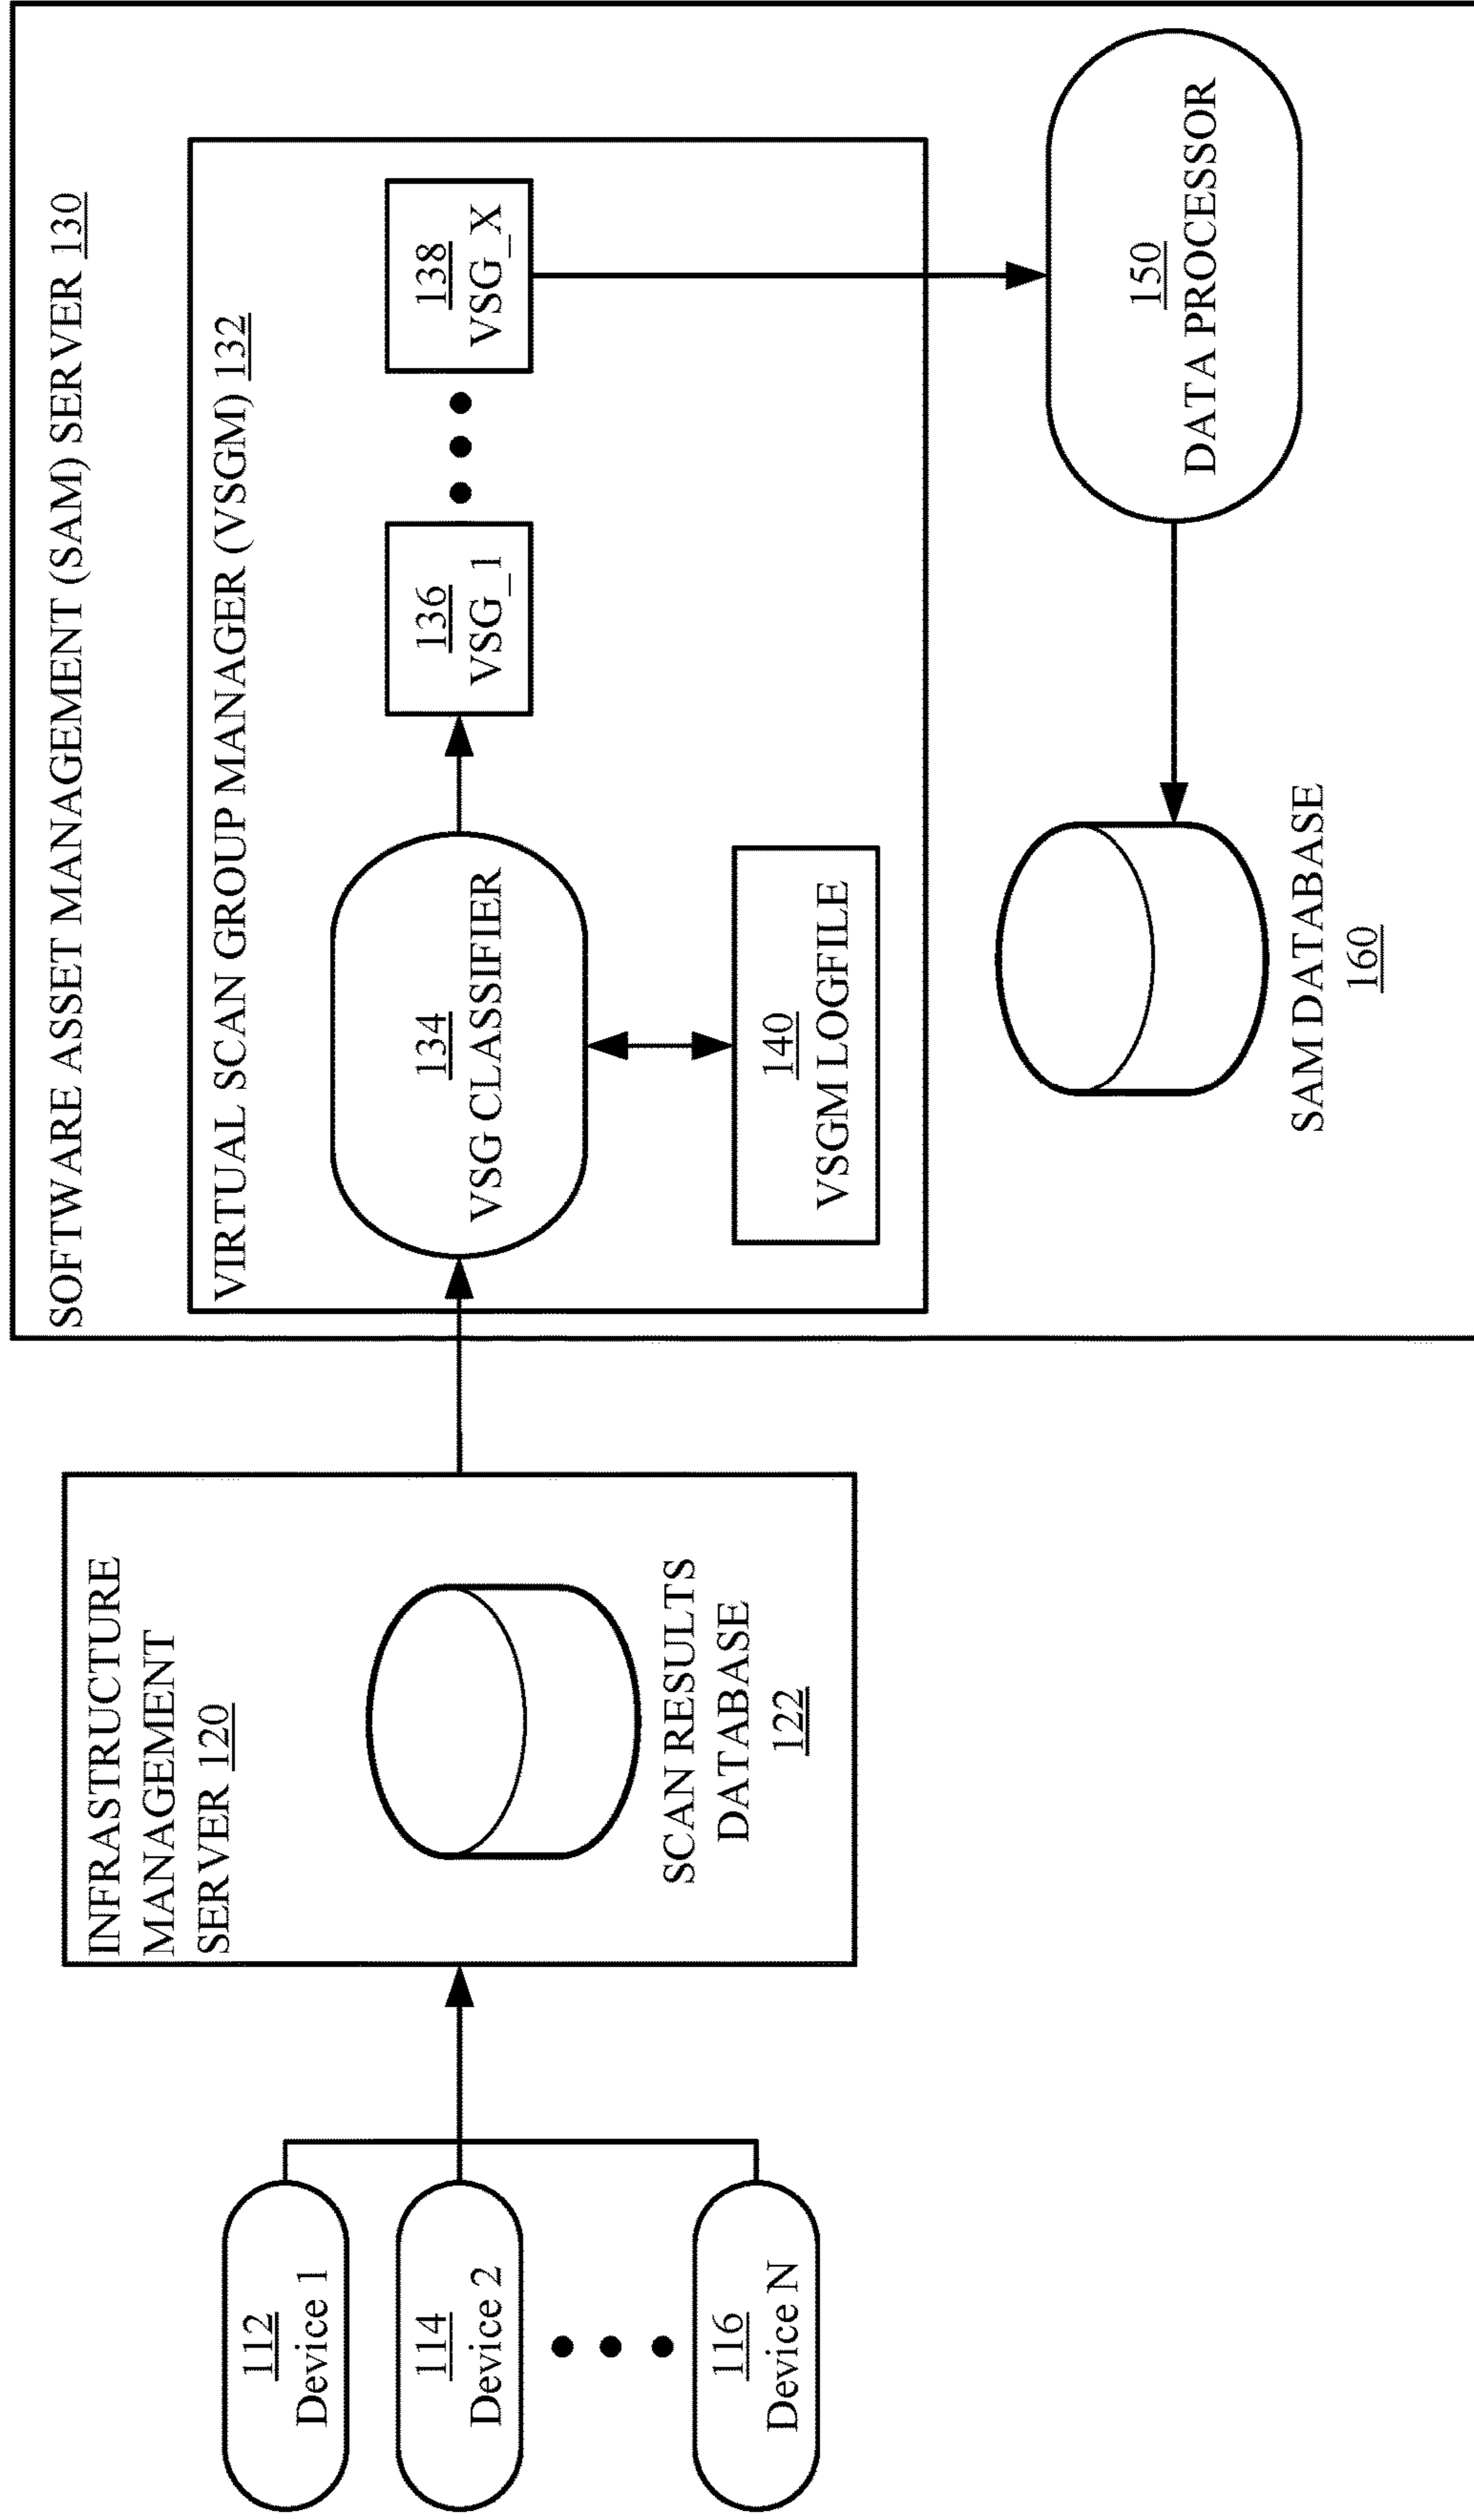 112
Device 1
114
Device 2
116
Device N
INFRASTRUCTURE
MANAGEMENT
SERVER 120
SCAN RESULTS
DATABASE
122
SOFTWARE ASSET MANAGEMENT (SAM) SERVER 130
VIRTUAL SCAN GROUP MANAGER (VSGM) 132
134
VSG CLASSIFIER
136
VSG_1
138
VSG_X
140
VSGM LOGFILE
SAM DATABASE
160
150
DATA PROCESSOR